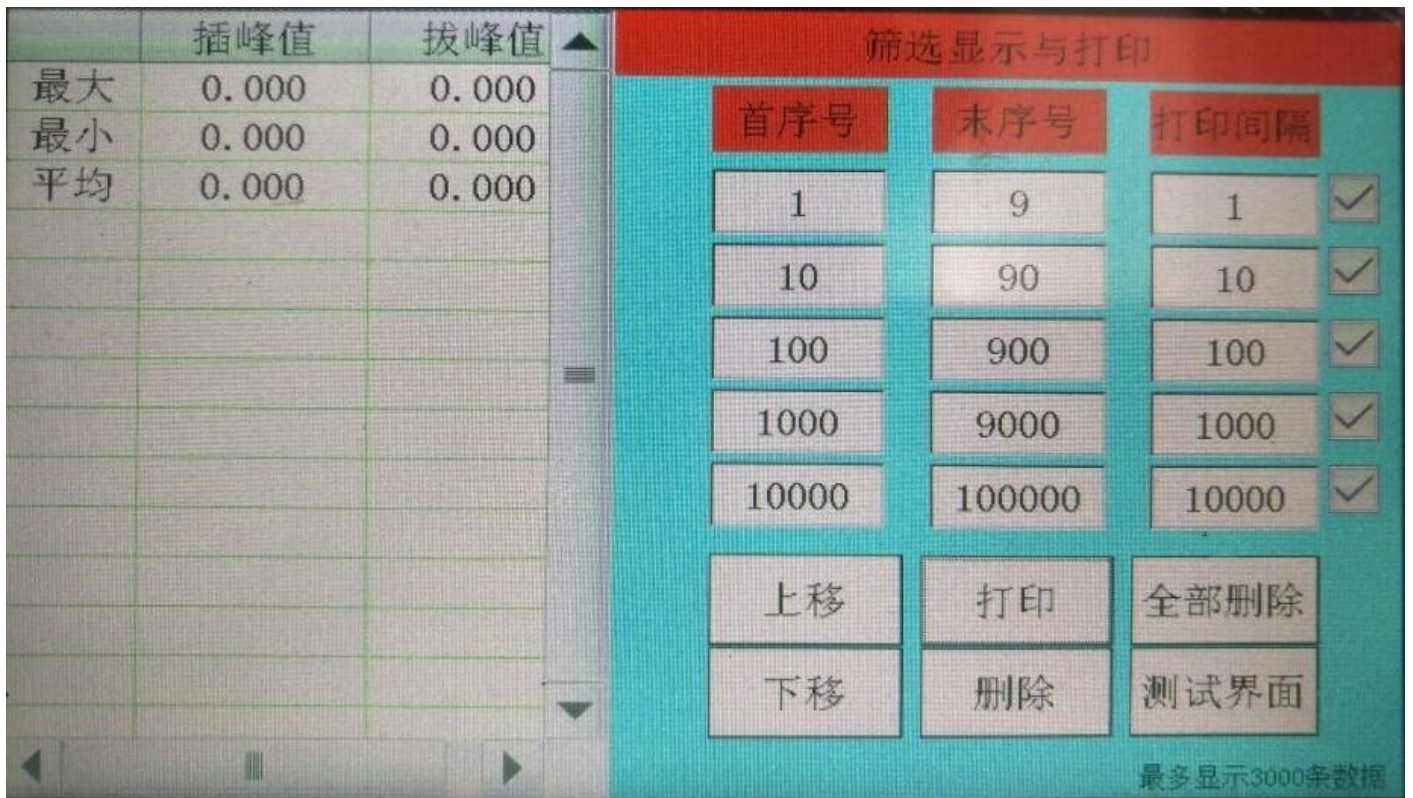 插峰值 拔峰值
最大 0.000 0.000
最小 0.000 0.000
平均 0.000 0.000
筛选显示与打印
首序号 末序号 打印间隔
1 9 1
10 90 10
100 900 100
1000 9000 1000
10000 100000 10000
上移 打印 全部删除
下移 删除 测试界面
最多显示3000条数据